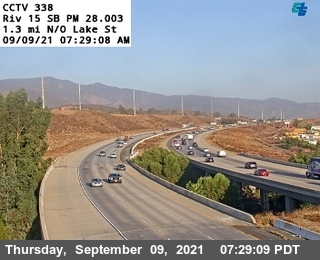 CCTV 338
Riv 15 SB PM 28.003
1.3 mi N/O Lake St
09/09/21 07:29:08 AM
Thursday, September 09, 2021 07:29:09 PDT